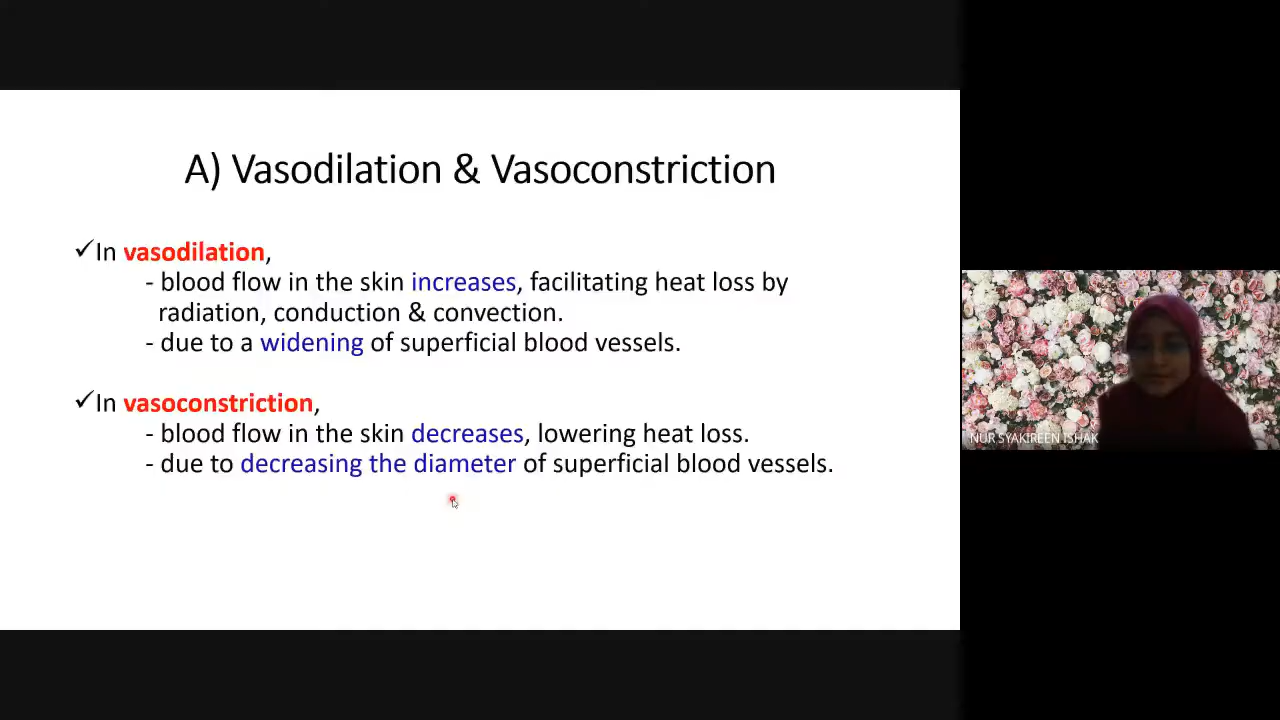 A) Vasodilation & Vasoconstriction
✓In vasodilation,
- blood flow in the skin increases, facilitating heat loss by
radiation, conduction & convection.
- due to a widening of superficial blood vessels.
✓In vasoconstriction,
- blood flow in the skin decreases, lowering heat loss.
- due to decreasing the diameter of superficial blood vessels.
NUR SYAKIREEN ISHAK